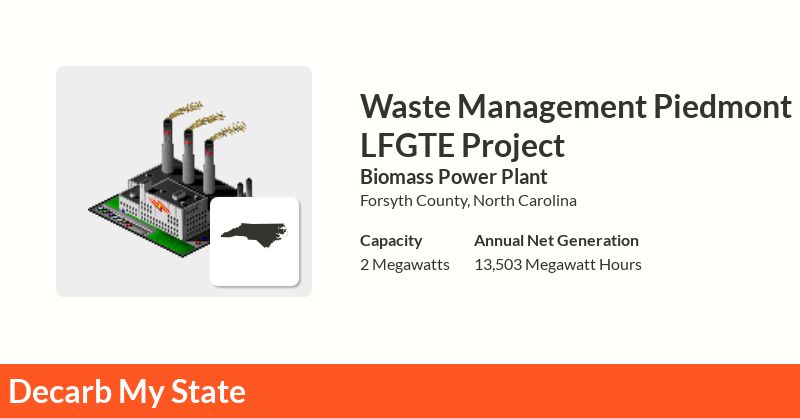 Waste Management Piedmont
LFGTE Project
Biomass Power Plant
Forsyth County, North Carolina
Capacity
Annual Net Generation
2 Megawatts
13,503 Megawatt Hours
Decarb My State